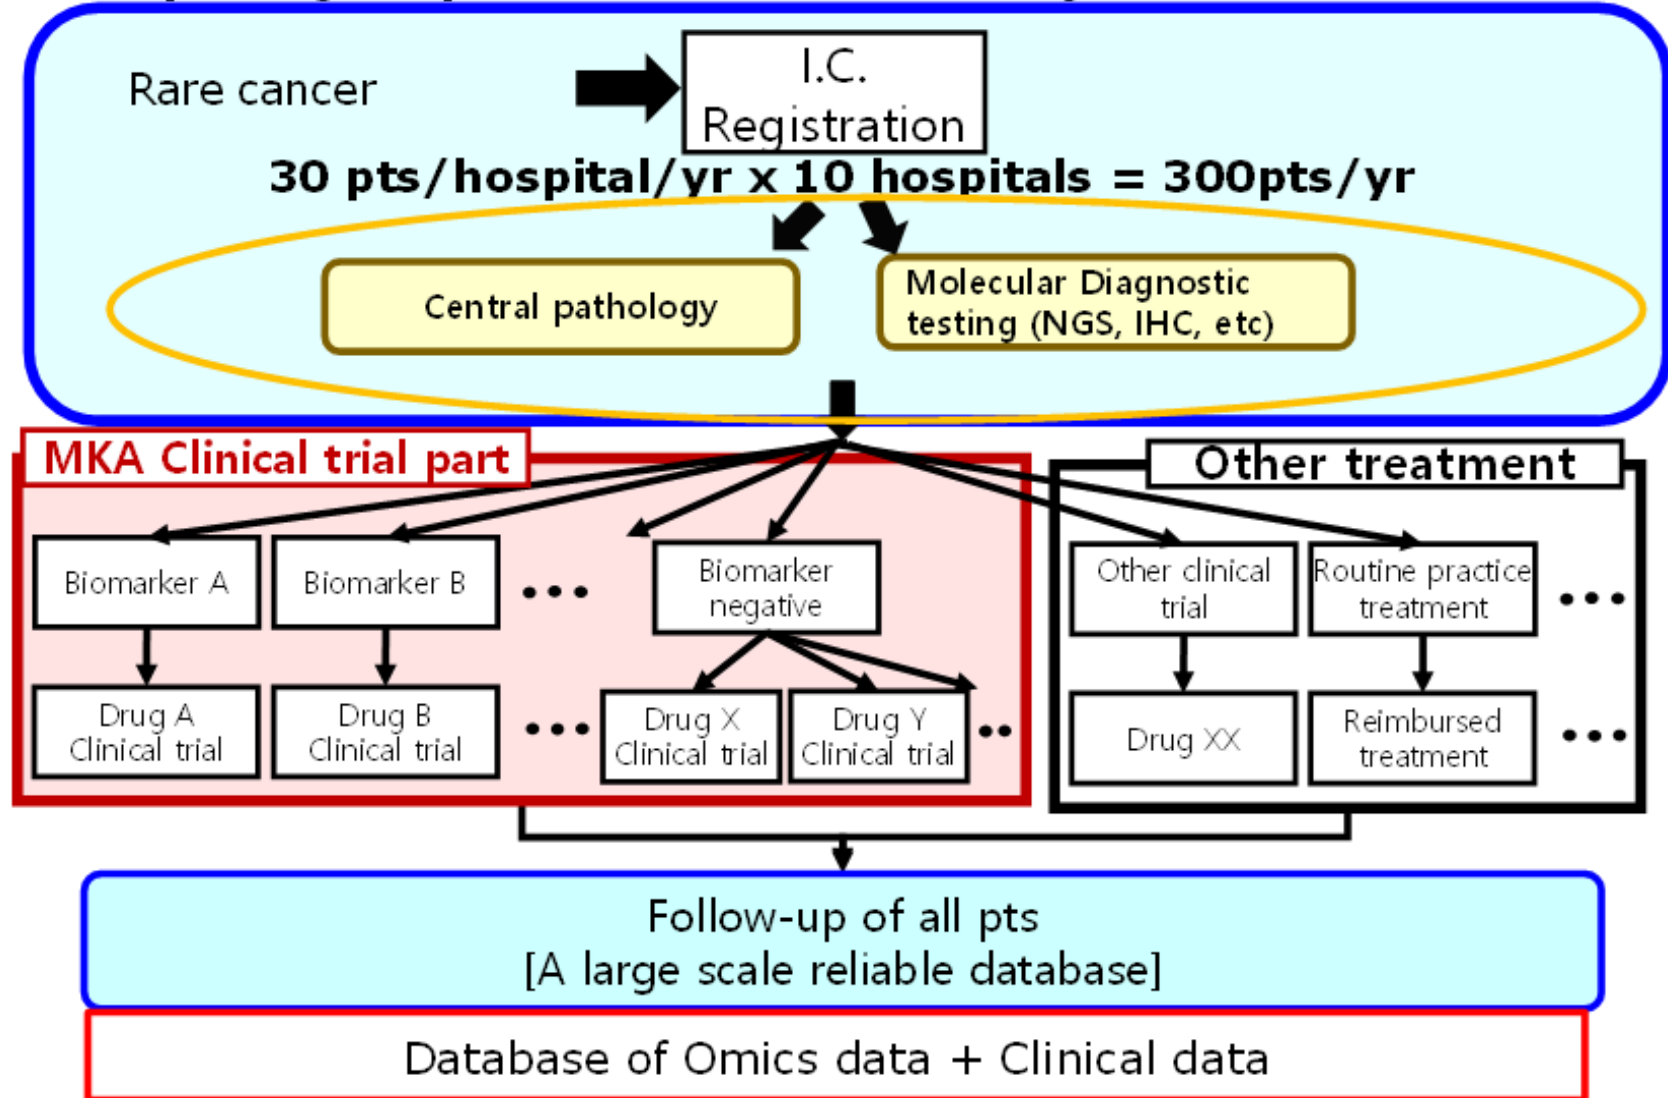 Rare cancer
I.C.
Registration
30 pts/hospital/yr x 10 hospitals = 300pts/yr
Central pathology
Molecular Diagnostic
testing (NGS, IHC, etc)
MKA Clinical trial part
Other treatment
Biomarker A
Biomarker B
...
Biomarker
negative
Other clinical
trial
Routine practice
treatment
...
Drug A
Clinical trial
Drug B
Clinical trial
...
Drug X
Clinical trial
Drug Y
Clinical trial
..
Drug XX
Reimbursed
treatment
...
Follow-up of all pts
[A large scale reliable database]
Database of Omics data + Clinical data